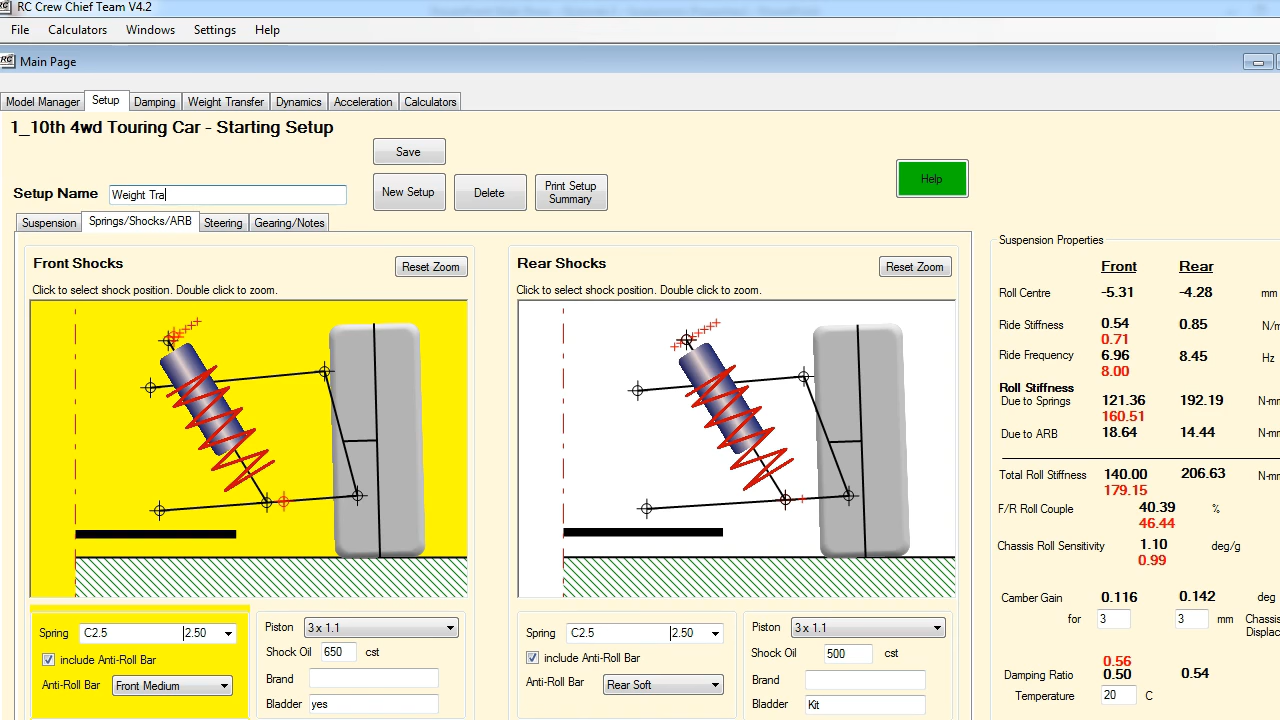 RC Crew Chief Team V4.2
File Calculators Windows Settings Help
RC Main Page
Model Manager Setup Damping Weight Transfer Dynamics Acceleration Calculators
1_10th 4wd Touring Car - Starting Setup
Save
Setup Name Weight Tra New Setup Delete Print Setup Summary Help
Suspension Springs/Shocks/ARB Steering Gearing/Notes
Front Shocks Reset Zoom
Click to select shock position. Double click to zoom.
Spring C2.5 2.50
include Anti-Roll Bar
Anti-Roll Bar Front Medium
Piston 3 x 1.1
Shock Oil 650 cst
Brand
Bladder yes
Rear Shocks Reset Zoom
Click to select shock position. Double click to zoom.
Spring C2.5 2.50
include Anti-Roll Bar
Anti-Roll Bar Rear Soft
Piston 3 x 1.1
Shock Oil 500 cst
Brand
Bladder Kit
Suspension Properties
Front Rear
Roll Centre -5.31 -4.28 mm
Ride Stiffness 0.54 0.85 N/m
0.71
Ride Frequency 6.96 8.45 Hz
8.00
Roll Stiffness
Due to Springs 121.36 192.19 N-m
160.51
Due to ARB 18.64 14.44 N-m
Total Roll Stiffness 140.00 206.63 N-m
179.15
F/R Roll Couple 40.39 %
46.44
Chassis Roll Sensitivity 1.10 deg/g
0.99
Camber Gain 0.116 0.142 deg
for 3 3 mm Chassis
Displac
0.56
Damping Ratio 0.50 0.54
Temperature 20 C